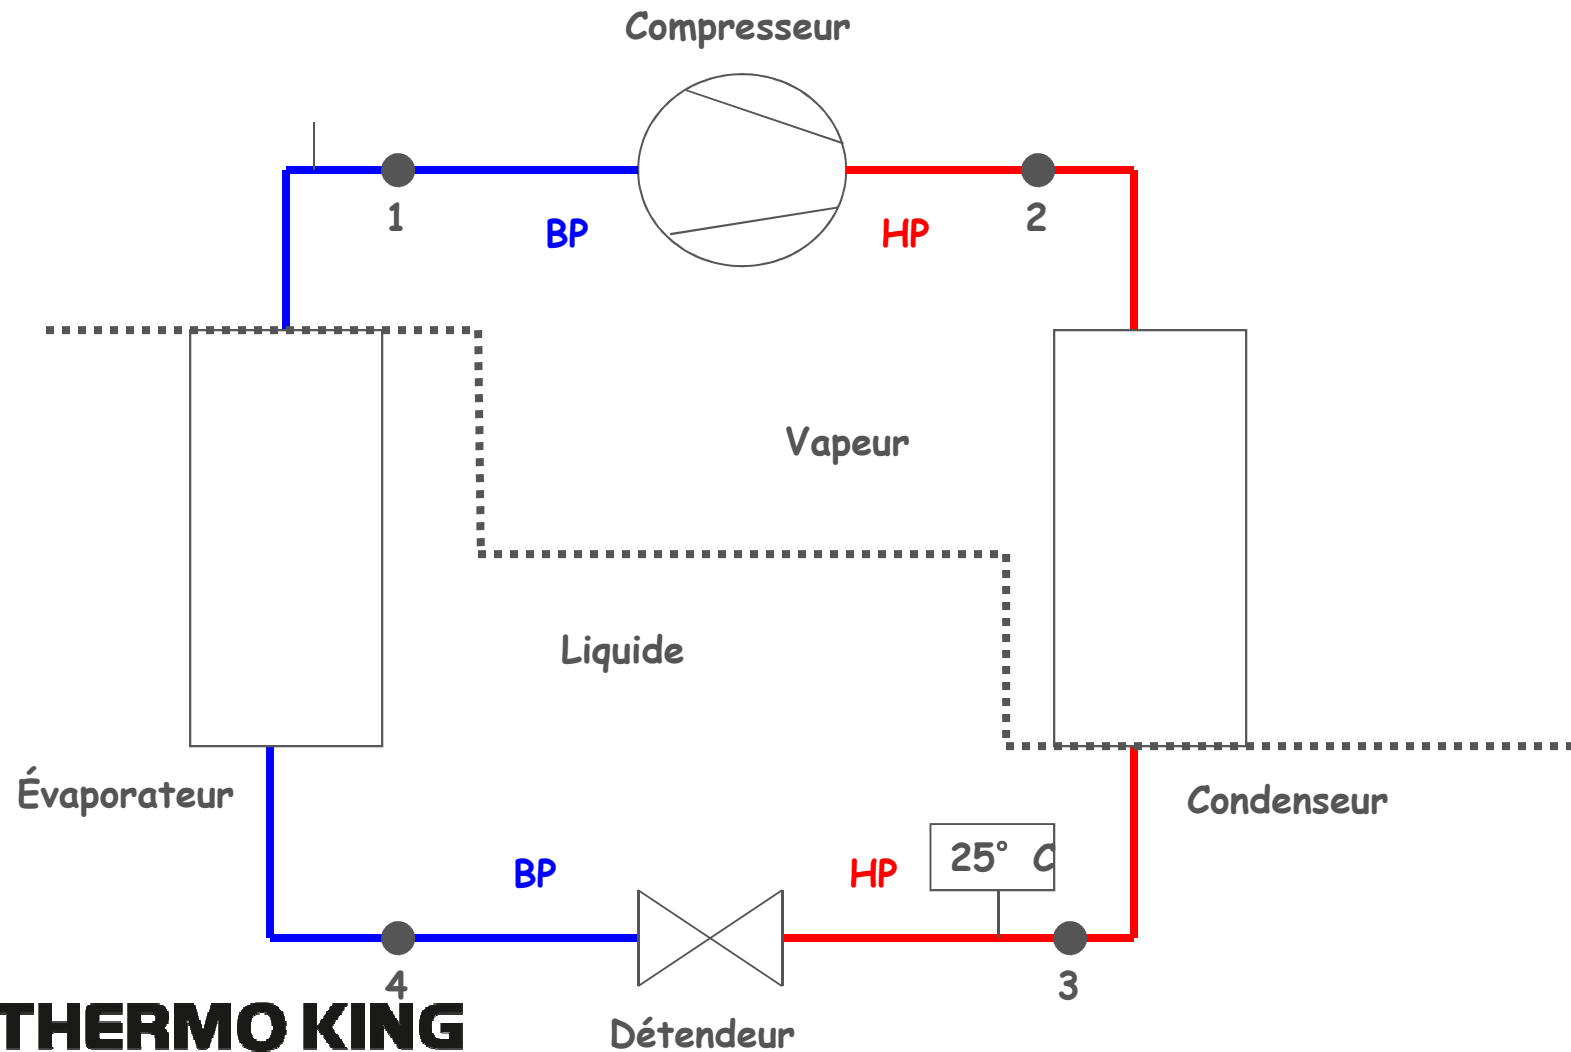 Compresseur
1
BP
HP
2
Vapeur
Liquide
Évaporateur
Condenseur
25° C
BP
HP
4
3
THERMO KING
Détendeur